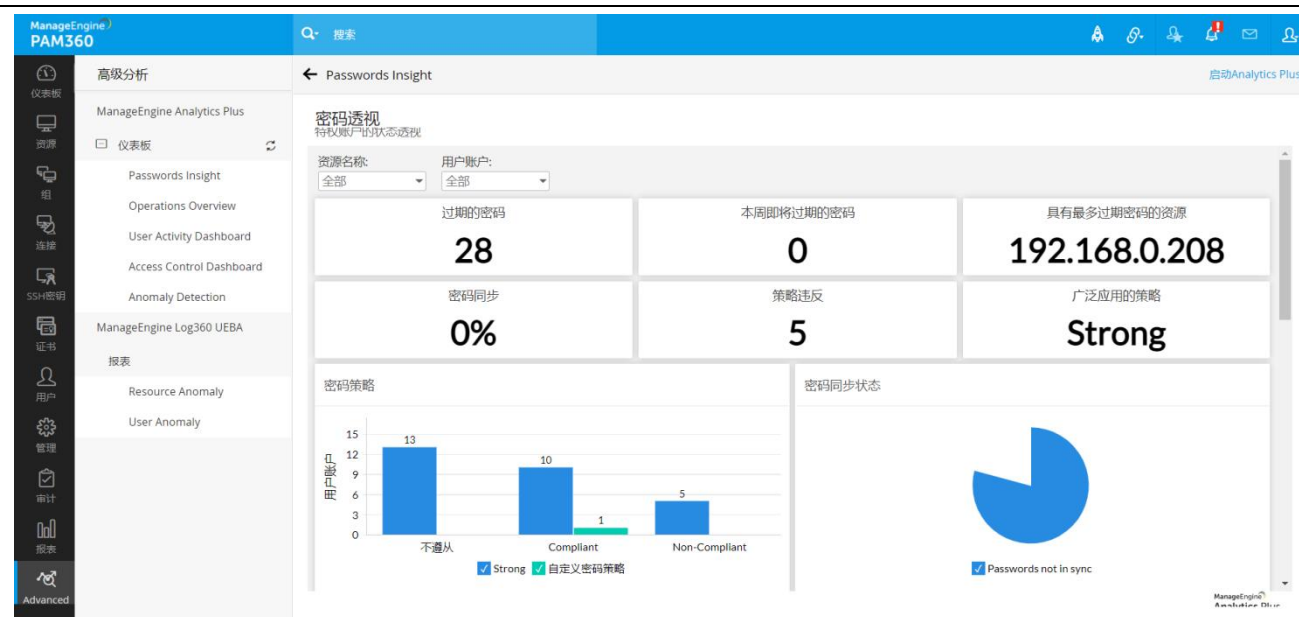 ManageEngine
PAM360
搜索
仪表板
资源
组
连接
SSH密钥
证书
用户
管理
审计
报表
Advanced
高级分析
ManageEngine Analytics Plus
仪表板
Passwords Insight
Operations Overview
User Activity Dashboard
Access Control Dashboard
Anomaly Detection
ManageEngine Log360 UEBA
报表
Resource Anomaly
User Anomaly
Passwords Insight
启动Analytics Plus
密码透视
特权账户的状态透视
资源名称:
用户账户:
全部
全部
过期的密码
28
本周即将过期的密码
0
具有最多过期密码的资源
192.168.0.208
密码同步
0%
策略违反
5
广泛应用的策略
Strong
密码策略
用户账户
15
12
9
6
3
0
13
10
1
5
不遵从
Compliant
Non-Compliant
Strong
自定义密码策略
密码同步状态
Passwords not in sync
ManageEngine
Analytics Plus